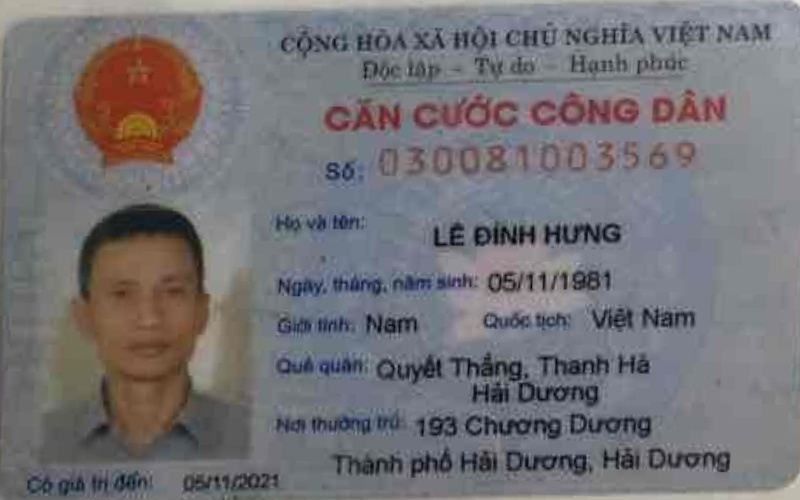 CỘNG HÒA XÃ HỘI CHỦ NGHĨA VIỆT NAM
Độc lập - Tự do - Hạnh phúc
CĂN CƯỚC CÔNG DÂN
Số: 030081003569
Họ và tên: LÊ ĐÌNH HƯNG
Ngày, tháng, năm sinh: 05/11/1981
Giới tính: Nam Quốc tịch: Việt Nam
Quê quán: Quyết Thắng, Thanh Hà
Hải Dương
Nơi thường trú: 193 Chương Dương
Thành phố Hải Dương, Hải Dương
Có giá trị đến: 05/11/2021